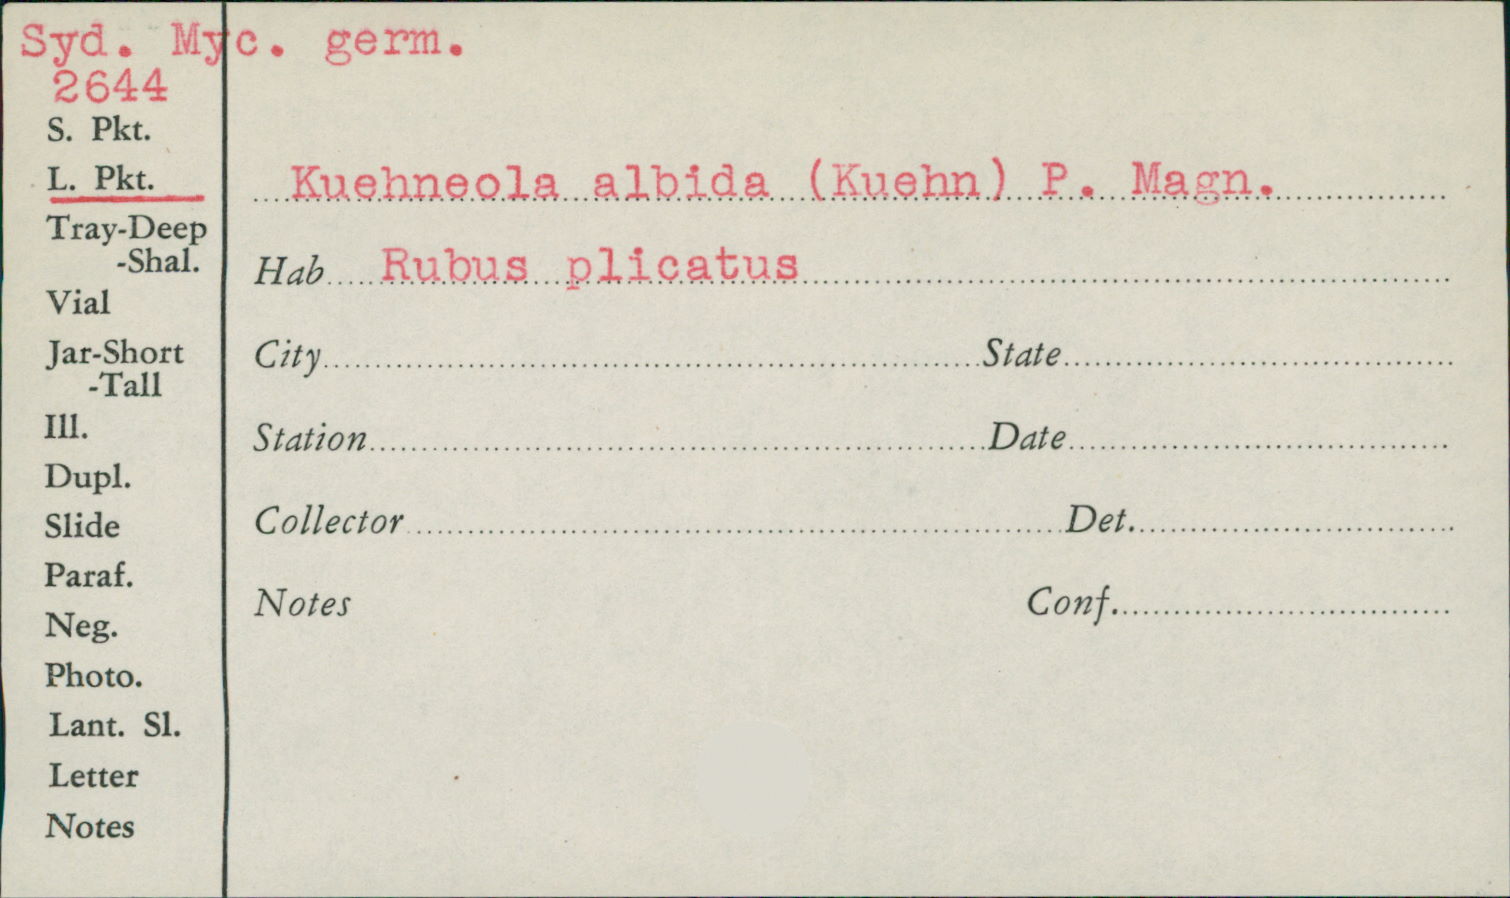 Syd. Myc. germ.
2644
S. Pkt.
L. Pkt.
Tray-Deep
-Shal.
Vial
Jar-Short
-Tall
Ill.
Dupl.
Slide
Paraf.
Neg.
Photo.
Lant. Sl.
Letter
Notes
Kuehneola albida (Kuehn) P. Magn.
Hab Rubus plicatus
City State
Station Date
Collector Det.
Notes Conf.